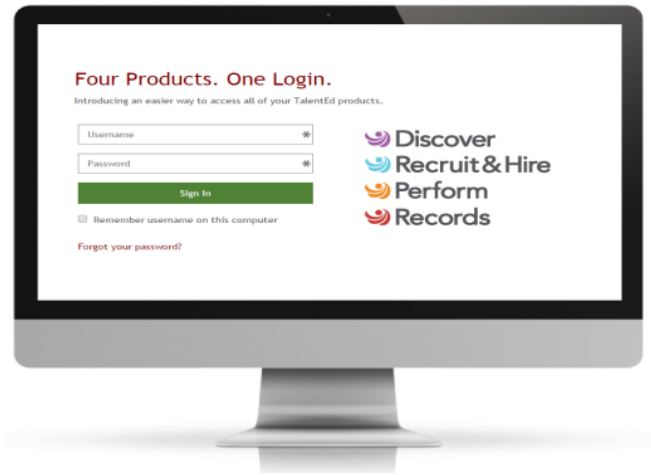 Four Products. One Login.
Introducing an easier way to access all of your TalentEd products.
Username *
Password *
Sign In
Remember username on this computer
Forgot your password?
Discover
Recruit & Hire
Perform
Records